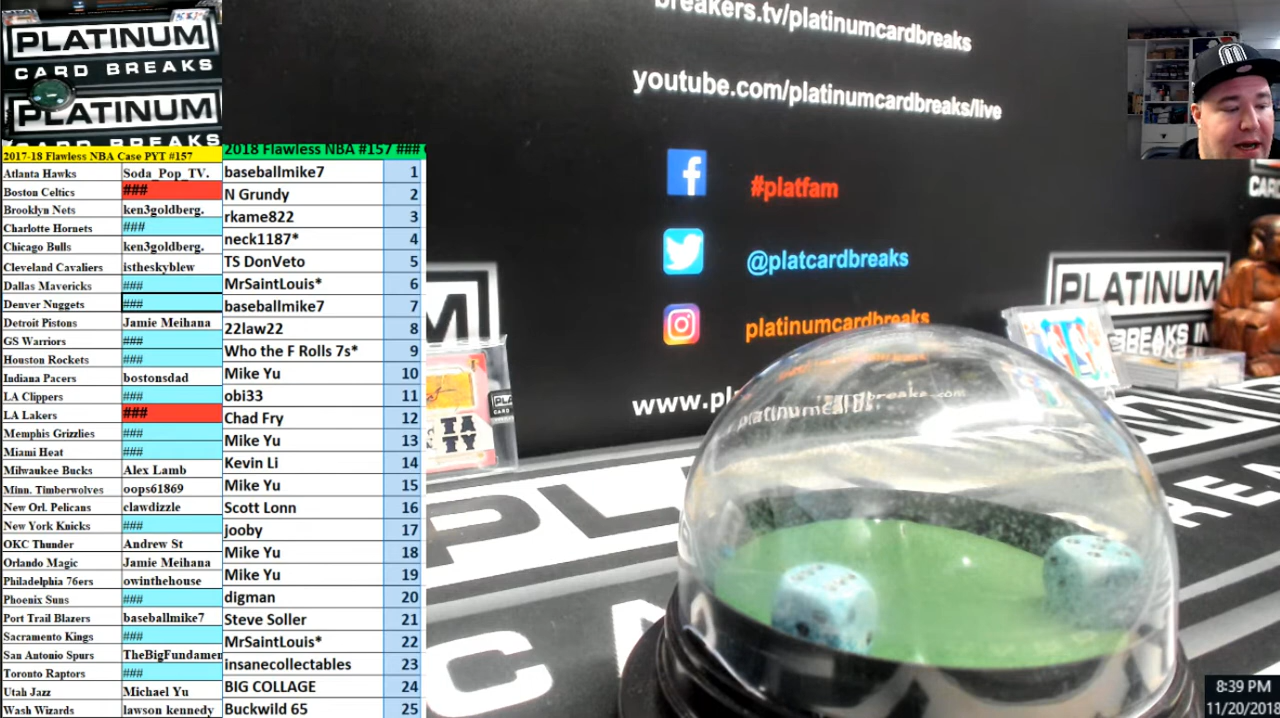 PLATINUM
CARD BREAKS
PLATINUM
CARD BREAKS
2017-18 Flawless NBA Case PYT #157
Atlanta Hawks Soda_Pop_TV.
Boston Celtics ###
Brooklyn Nets ken3goldberg.
Charlotte Hornets ###
Chicago Bulls ken3goldberg.
Cleveland Cavaliers istheskyblew
Dallas Mavericks ###
Denver Nuggets ###
Detroit Pistons Jamie Meihana
GS Warriors ###
Houston Rockets ###
Indiana Pacers bostonsdad
LA Clippers ###
LA Lakers ###
Memphis Grizzlies ###
Miami Heat ###
Milwaukee Bucks Alex Lamb
Minn. Timberwolves oops61869
New Orl. Pelicans clawdizzle
New York Knicks ###
OKC Thunder Andrew St
Orlando Magic Jamie Meihana
Philadelphia 76ers owinthehouse
Phoenix Suns ###
Port Trail Blazers baseballmike7
Sacramento Kings ###
San Antonio Spurs TheBigFundamen
Toronto Raptors ###
Utah Jazz Michael Yu
Wash Wizards lawson kennedy
2018 Flawless NBA #157 ###
baseballmike7 1
N Grundy 2
rkame822 3
neck1187* 4
TS DonVeto 5
MrSaintLouis* 6
baseballmike7 7
22law22 8
Who the F Rolls 7s* 9
Mike Yu 10
obi33 11
Chad Fry 12
Mike Yu 13
Kevin Li 14
Mike Yu 15
Scott Lonn 16
jooby 17
Mike Yu 18
Mike Yu 19
digman 20
Steve Soller 21
MrSaintLouis* 22
insanecollectables 23
BIG COLLAGE 24
Buckwild 65 25
breakers.tv/platinumcardbreaks
youtube.com/platinumcardbreaks/live
#platfam
@platcardbreaks
platinumcardbreaks
www.pl
PLATINUM
BREAKS IN
8:39 PM
11/20/2018